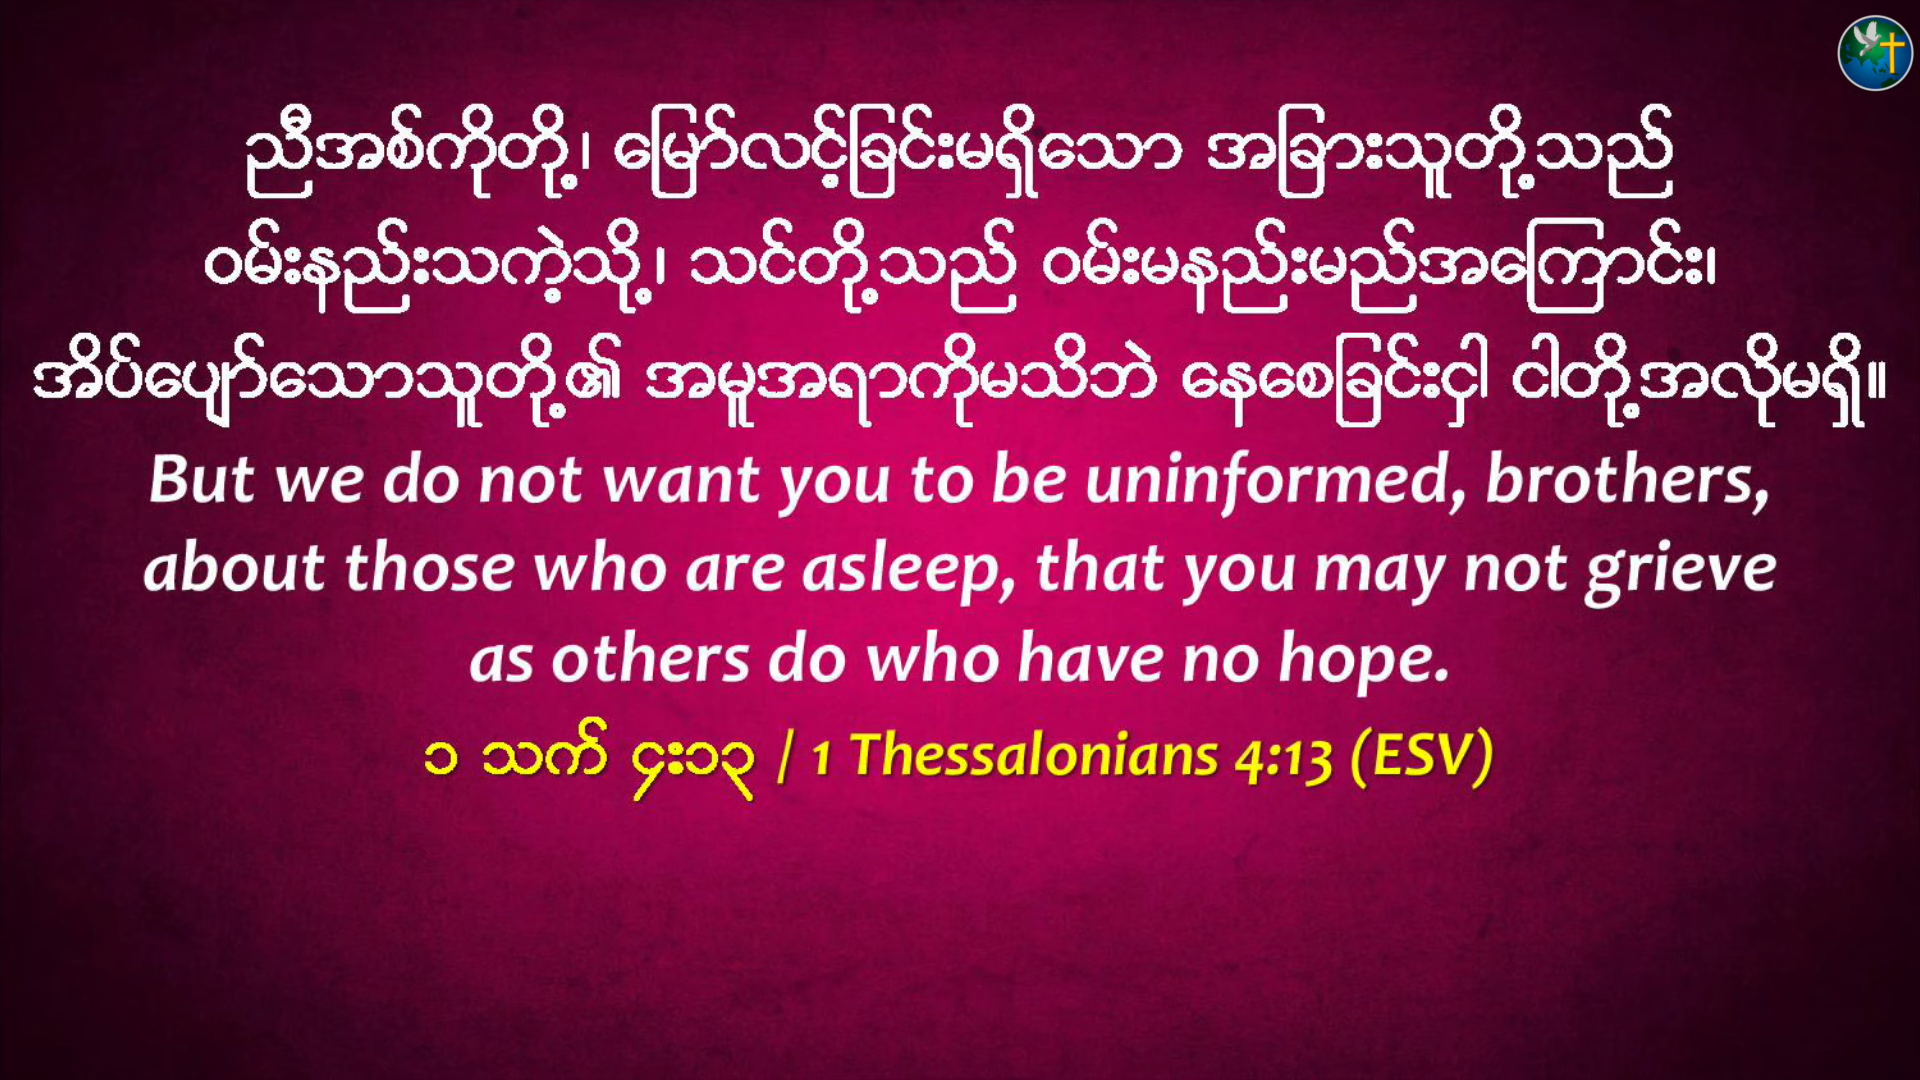 ညီအစ်ကိုတို့၊ မြော်လင့်ခြင်းမရှိသော အခြားသူတို့သည်
ဝမ်းနည်းသကဲ့သို့၊ သင်တို့သည် ဝမ်းမနည်းမည်အကြောင်း၊
အိပ်ပျော်သောသူတို့၏ အမူအရာကိုမသိဘဲ နေစေခြင်းငှါ ငါတို့အလိုမရှိ။
But we do not want you to be uninformed, brothers,
about those who are asleep, that you may not grieve
as others do who have no hope.
၁ သက် ၄း၁၃ / 1 Thessalonians 4:13 (ESV)